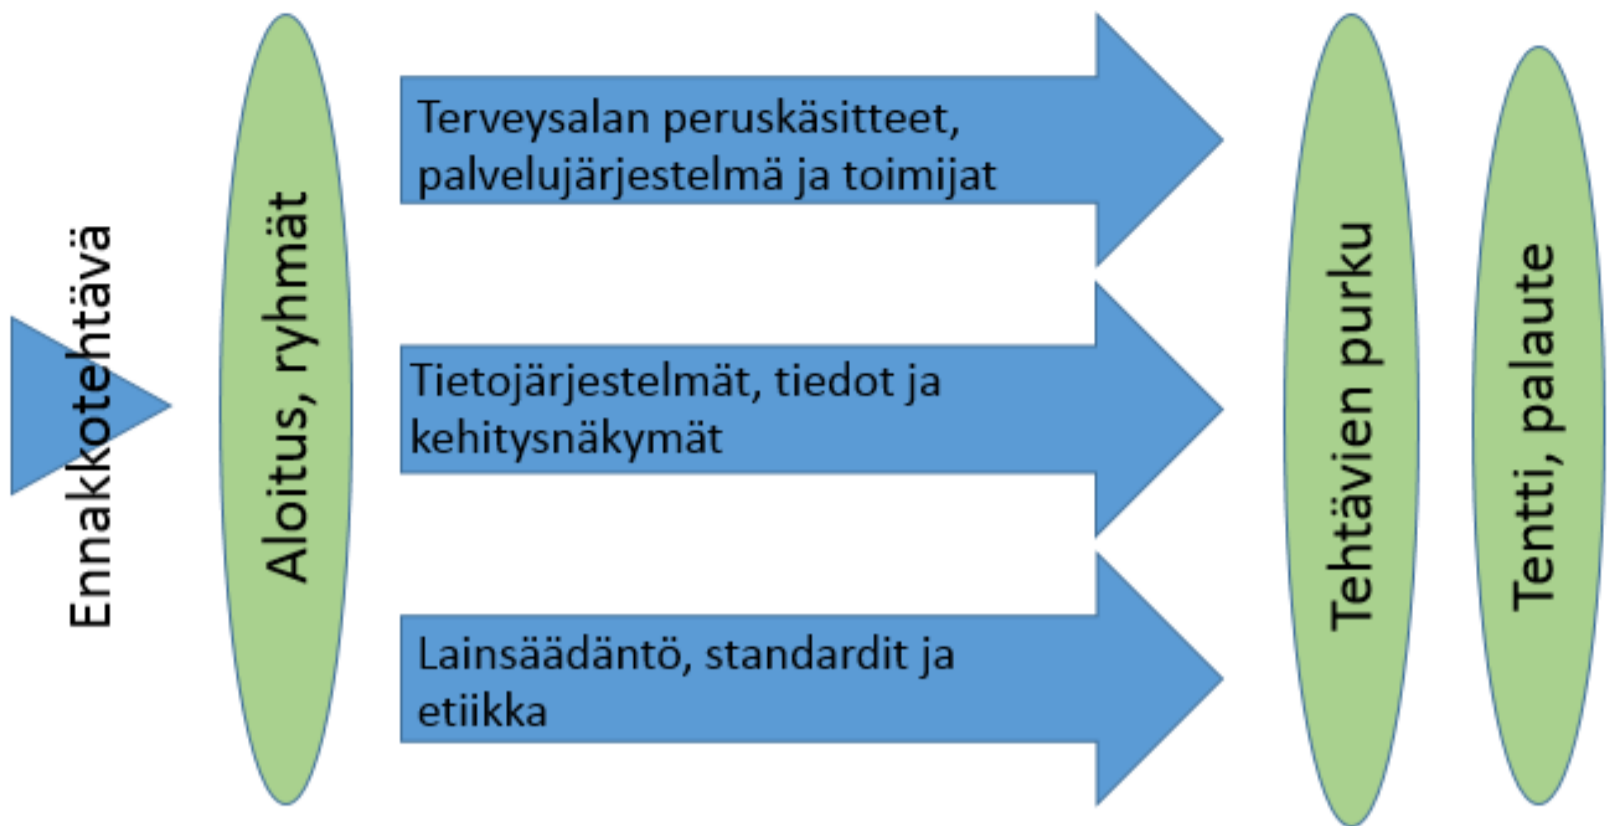 Ennakkotehtävä
Aloitus, ryhmät
Terveysalan peruskäsitteet,
palvelujärjestelmä ja toimijat
Tietojärjestelmät, tiedot ja
kehitysnäkymät
Lainsäädäntö, standardit ja
etiikka
Tehtävien purku
Tentti, palaute